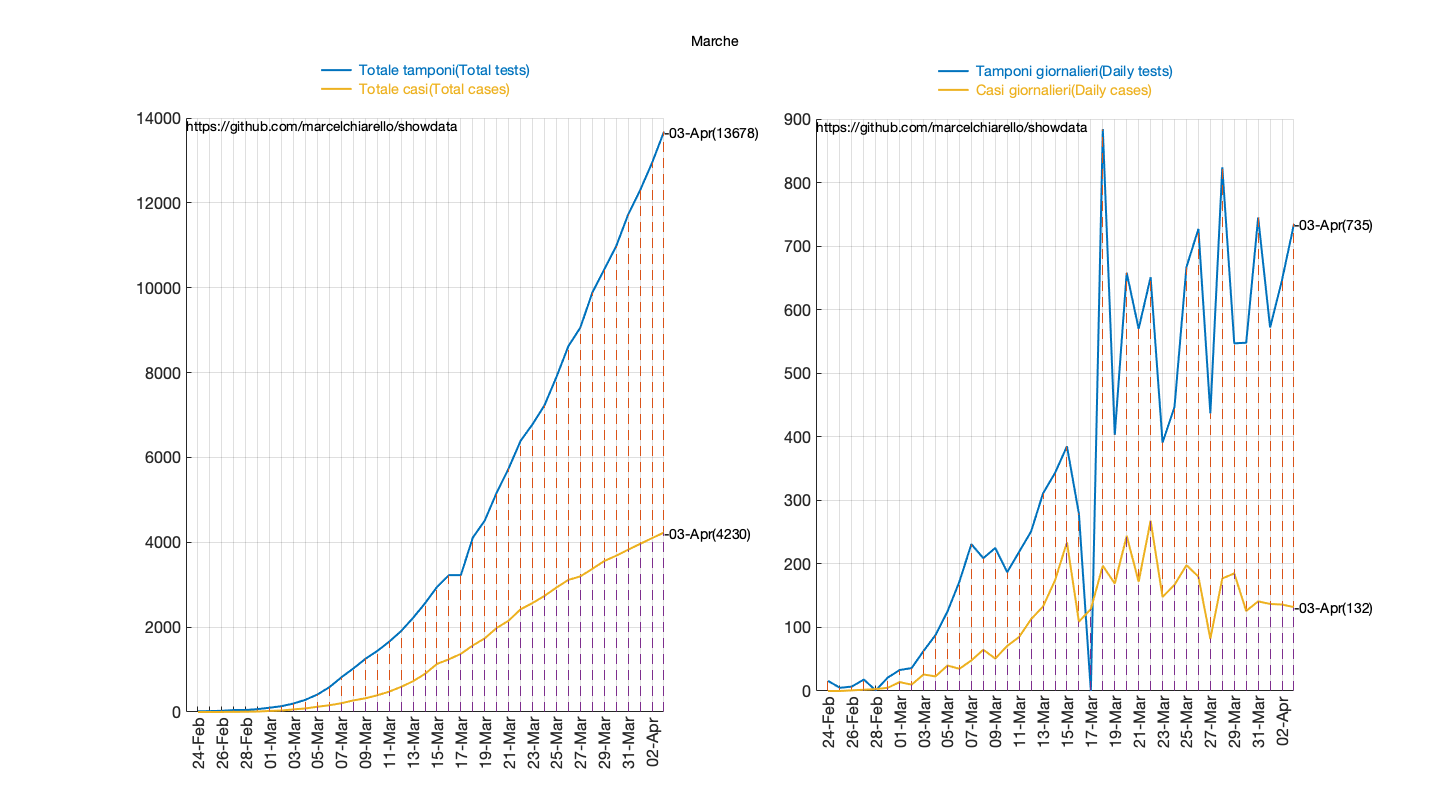 Marche
Totale tamponi(Total tests)
Totale casi(Total cases)
14000
12000
10000
8000
6000
4000
2000
0
https://github.com/marcelchiarello/showdata
-03-Apr(13678)
-03-Apr(4230)
24-Feb
26-Feb
28-Feb
01-Mar
03-Mar
05-Mar
07-Mar
09-Mar
11-Mar
13-Mar
15-Mar
17-Mar
19-Mar
21-Mar
23-Mar
25-Mar
27-Mar
29-Mar
31-Mar
02-Apr
Tamponi giornalieri(Daily tests)
Casi giornalieri(Daily cases)
900
800
700
600
500
400
300
200
100
0
https://github.com/marcelchiarello/showdata
-03-Apr(735)
-03-Apr(132)
24-Feb
26-Feb
28-Feb
01-Mar
03-Mar
05-Mar
07-Mar
09-Mar
11-Mar
13-Mar
15-Mar
17-Mar
19-Mar
21-Mar
23-Mar
25-Mar
27-Mar
29-Mar
31-Mar
02-Apr